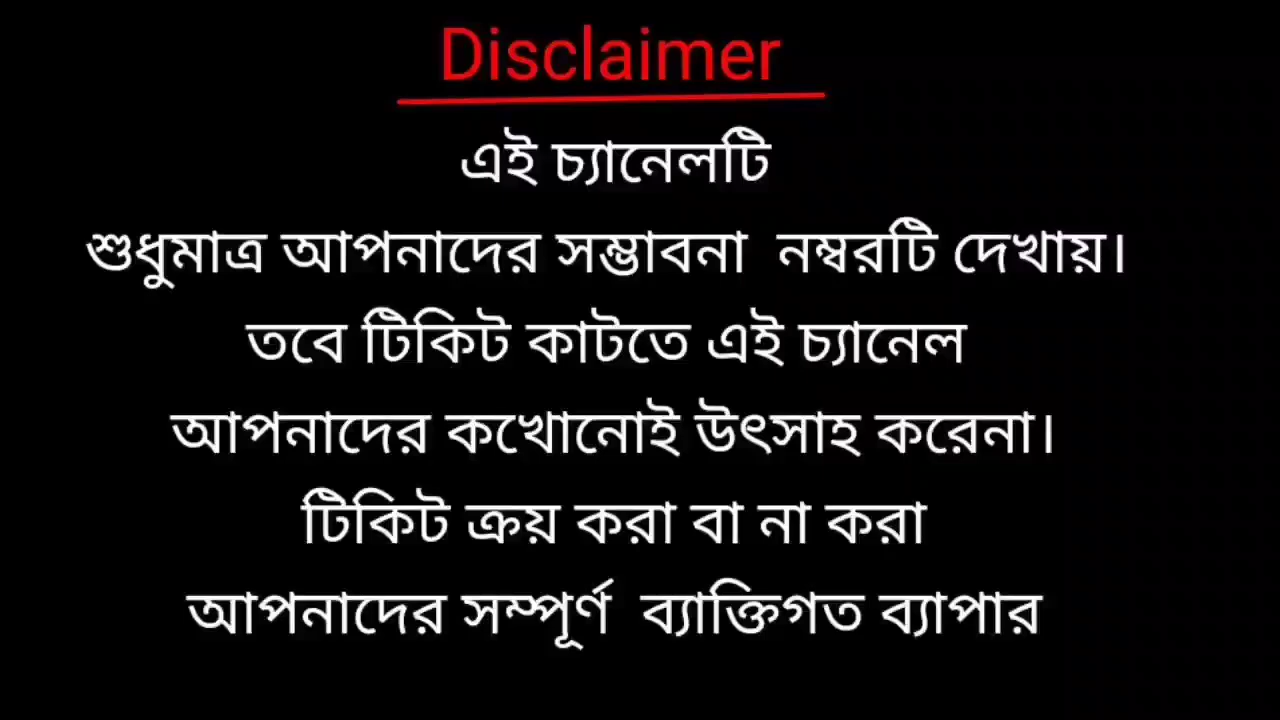 Disclaimer
এই চ্যানেলটি
শুধুমাত্র আপনাদের সম্ভাবনা নম্বরটি দেখায়।
তবে টিকিট কাটতে এই চ্যানেল
আপনাদের কখোনোই উৎসাহ করেনা।
টিকিট ক্রয় করা বা না করা
আপনাদের সম্পূর্ণ ব্যাক্তিগত ব্যাপার